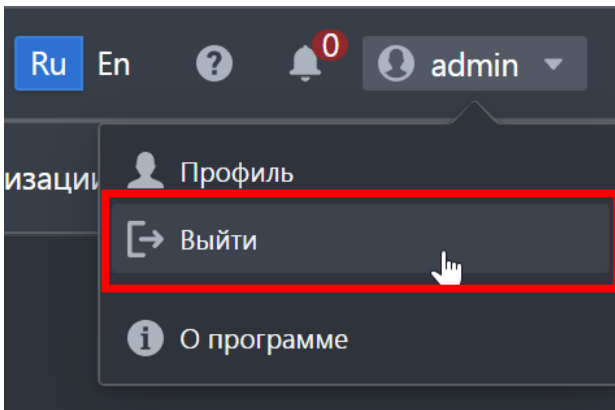 Ru En ? 0 admin
Профиль
изации
Выйти
О программе